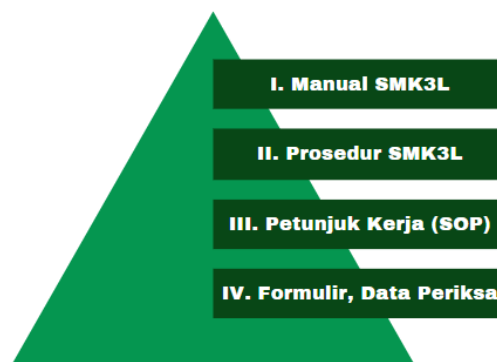 I. Manual SMK3L
II. Prosedur SMK3L
III. Petunjuk Kerja (SOP)
IV. Formulir, Data Periksa